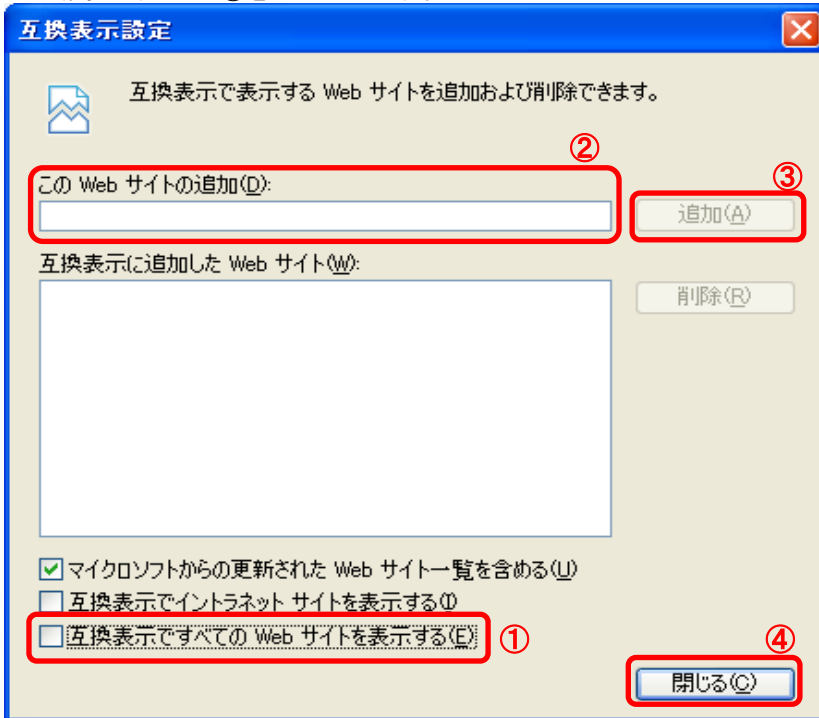 互換表示設定
互換表示で表示する Web サイトを追加および削除できます。
②
この Web サイトの追加(D):
③
追加(A)
互換表示に追加した Web サイト(W):
削除(R)
マイクロソフトからの更新された Web サイト一覧を含める(U)
互換表示でイントラネット サイトを表示する(I)
互換表示ですべての Web サイトを表示する(E)
①
④
閉じる(C)